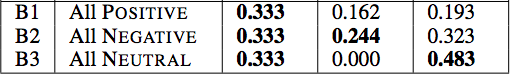 B1 All POSITIVE 0.333 0.162 0.193
B2 All NEGATIVE 0.333 0.244 0.323
B3 All NEUTRAL 0.333 0.000 0.483